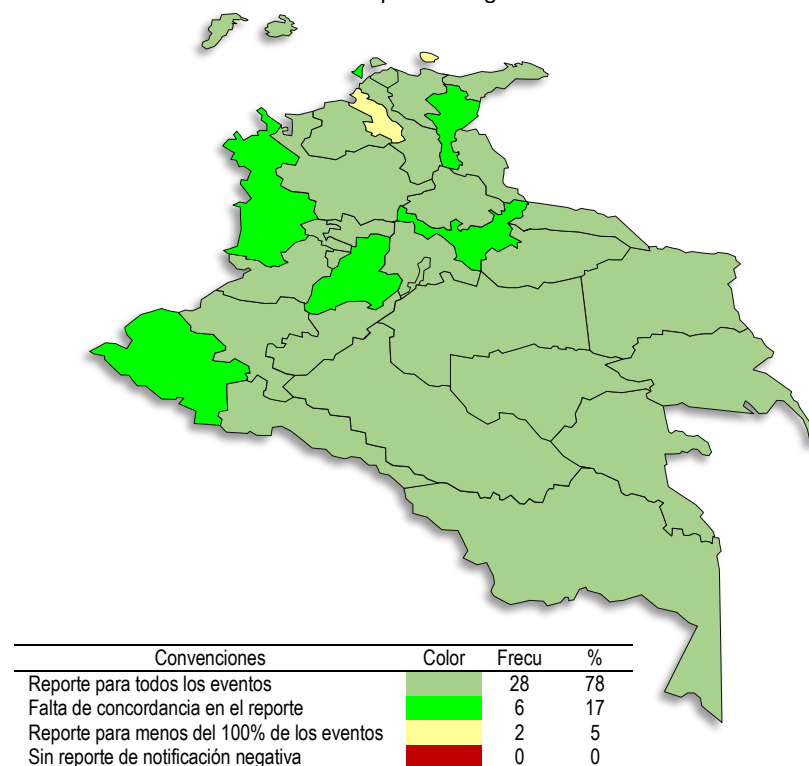 Convenciones Color Frecu %
Reporte para todos los eventos 28 78
Falta de concordancia en el reporte 6 17
Reporte para menos del 100% de los eventos 2 5
Sin reporte de notificación negativa 0 0